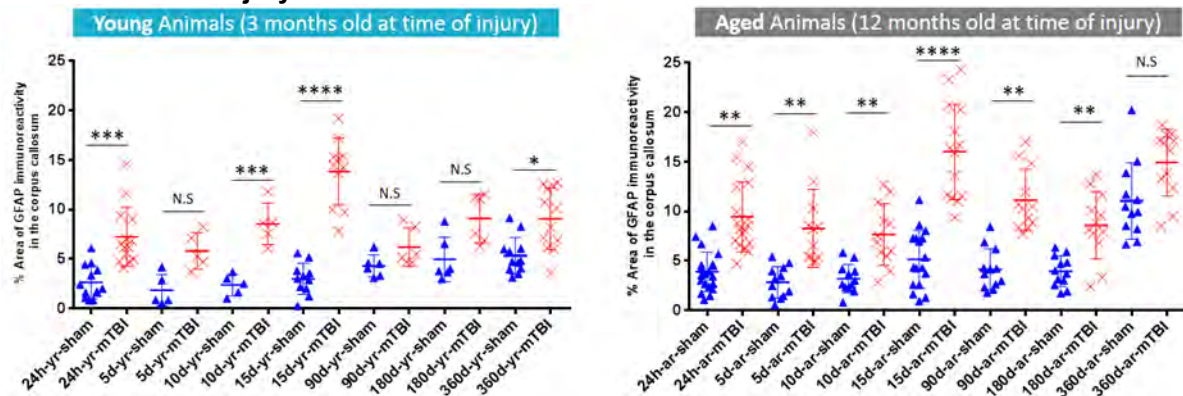 Young Animals (3 months old at time of injury)
% Area of GFAP immunoreactivity
in the corpus callosum
25
20
15
10
5
0
***
N.S
***
****
N.S
N.S
*
24h-yr-sham
24h-yr-mTBI
5d-yr-sham
5d-yr-mTBI
10d-yr-sham
10d-yr-mTBI
15d-yr-sham
15d-yr-mTBI
90d-yr-sham
90d-yr-mTBI
180d-yr-sham
180d-yr-mTBI
360d-yr-sham
360d-yr-mTBI
Aged Animals (12 months old at time of injury)
% Area of GFAP immunoreactivity
in the corpus callosum
25
20
15
10
5
0
**
**
**
****
**
**
N.S
24h-ar-sham
24h-ar-mTBI
5d-ar-sham
5d-ar-mTBI
10d-ar-sham
10d-ar-mTBI
15d-ar-sham
15d-ar-mTBI
90d-ar-sham
90d-ar-mTBI
180d-ar-sham
180d-ar-mTBI
360d-ar-sham
360d-ar-mTBI